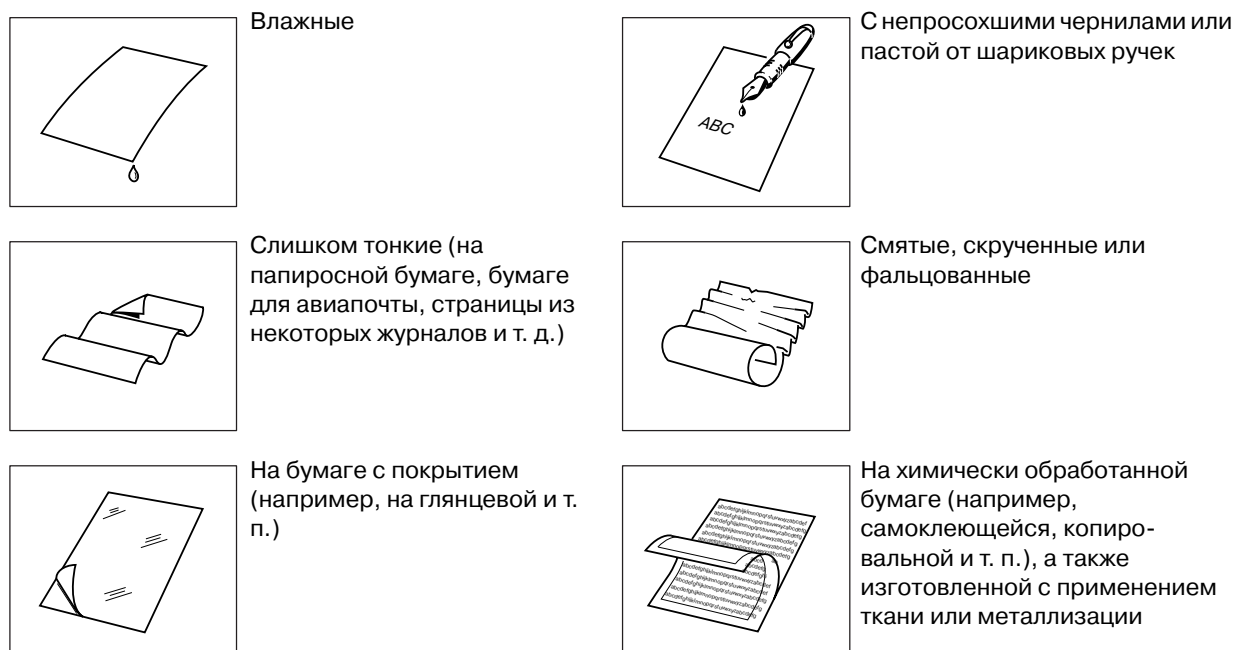 Влажные
С непросохшими чернилами или
пастой от шариковых ручек
ABC
Слишком тонкие (на
папиросной бумаге, бумаге
для авиапочты, страницы из
некоторых журналов и т. д.)
Смятые, скрученные или
фальцованные
На бумаге с покрытием
(например, на глянцевой и т.
п.)
На химически обработанной
бумаге (например,
самоклеющейся, копиро-
вальной и т. п.), а также
изготовленной с применением
ткани или металлизации